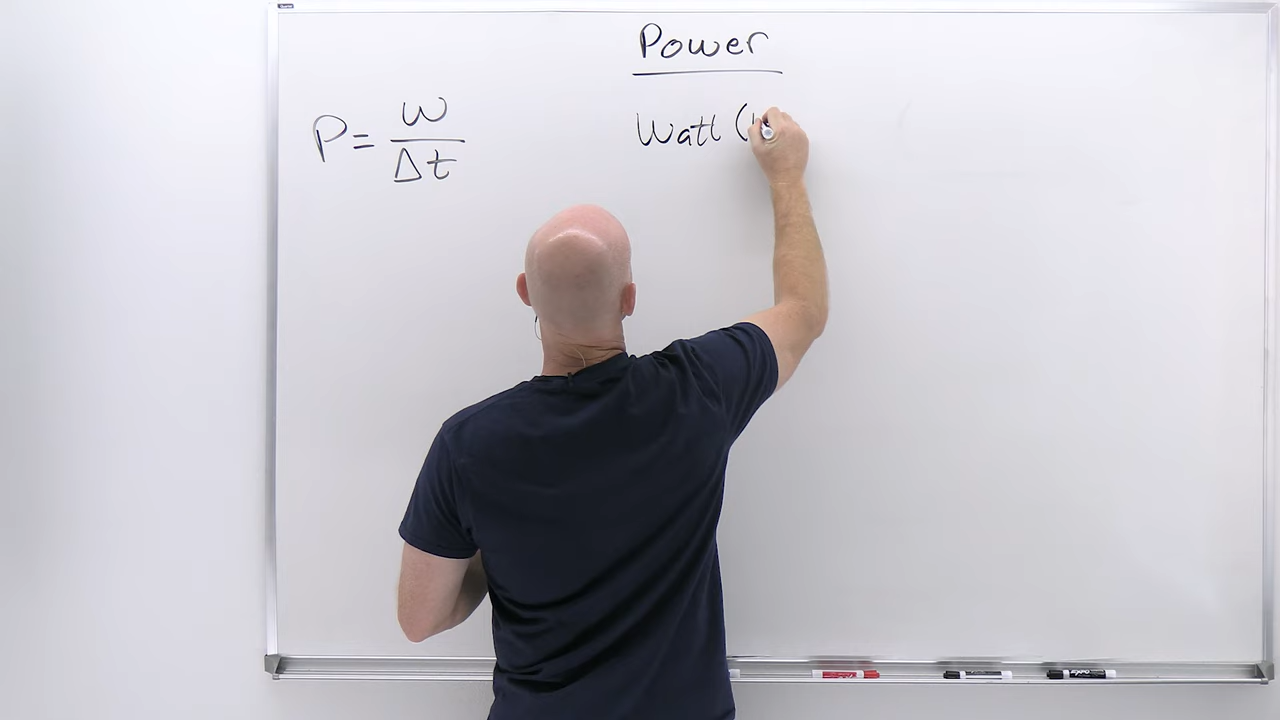 Power
P = W / Δt
Watt (